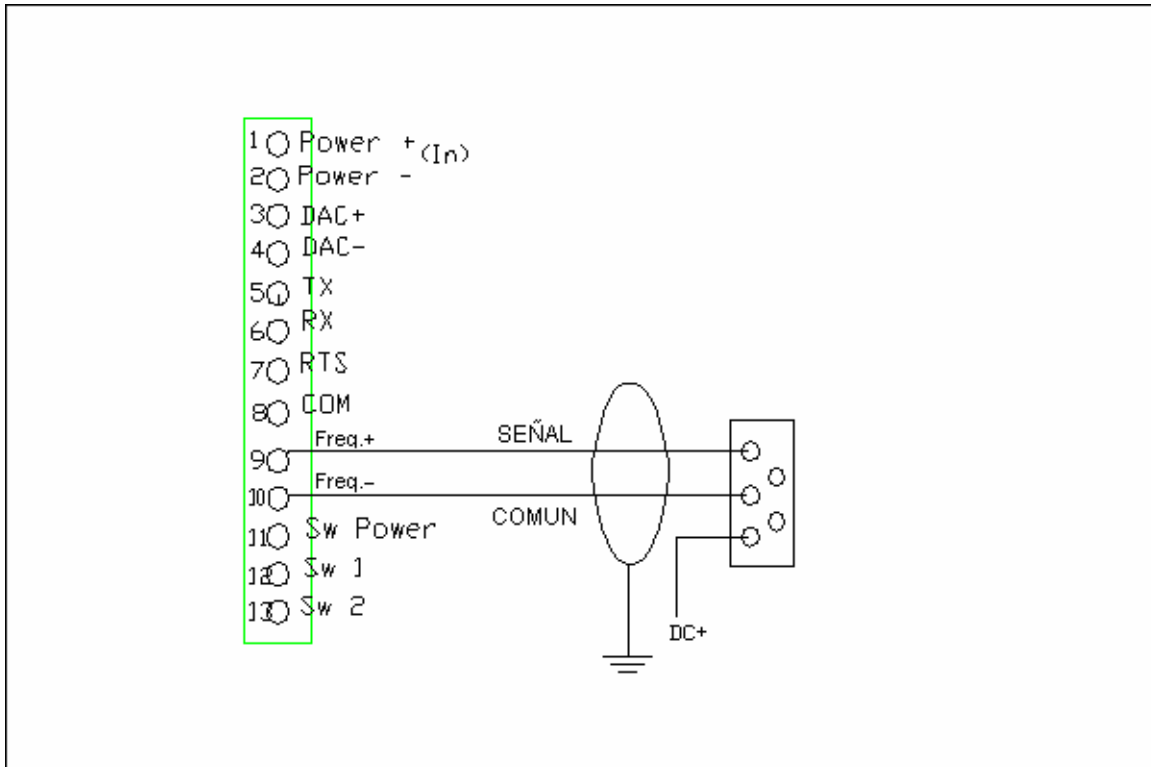 1 Power + (In)
2 Power -
3 DAC+
4 DAC-
5 TX
6 RX
7 RTS
8 COM
9 Freq.+ SEÑAL
10 Freq.- COMUN
11 Sw Power
12 Sw 1
13 Sw 2
DC+